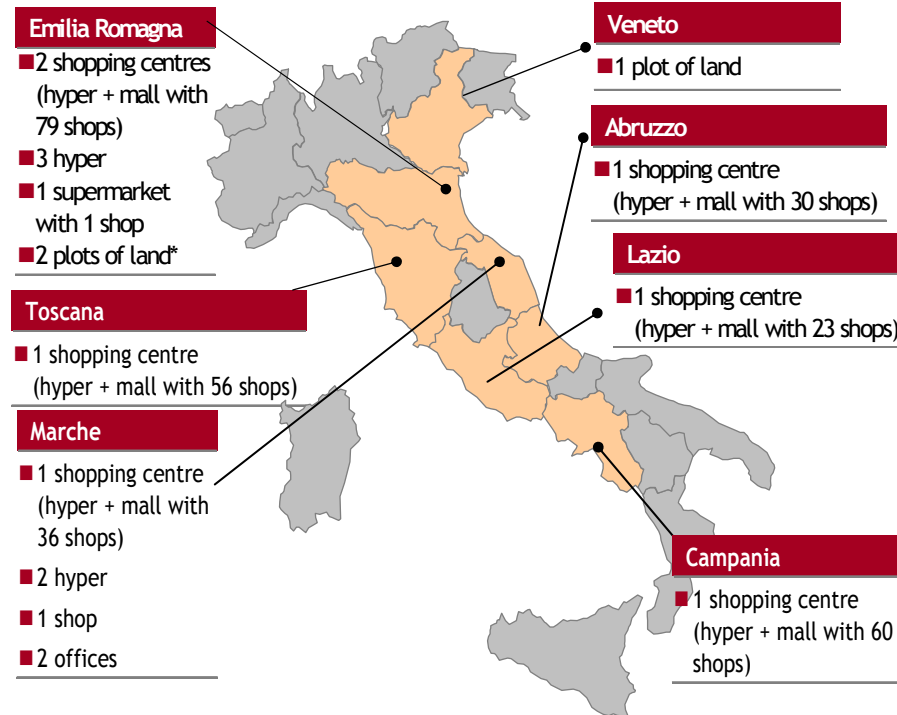 Emilia Romagna
■2 shopping centres
(hyper + mall with
79 shops)
■3 hyper
■1 supermarket
with 1 shop
■2 plots of land*
Toscana
■ 1 shopping centre
(hyper + mall with 56 shops)
Marche
■ 1 shopping centre
(hyper + mall with
36 shops)
■ 2 hyper
■ 1 shop
■ 2 offices
Veneto
■1 plot of land
Abruzzo
■1 shopping centre
(hyper + mall with 30 shops)
Lazio
■ 1 shopping centre
(hyper + mall with 23 shops)
Campania
■ 1 shopping centre
(hyper + mall with 60
shops)